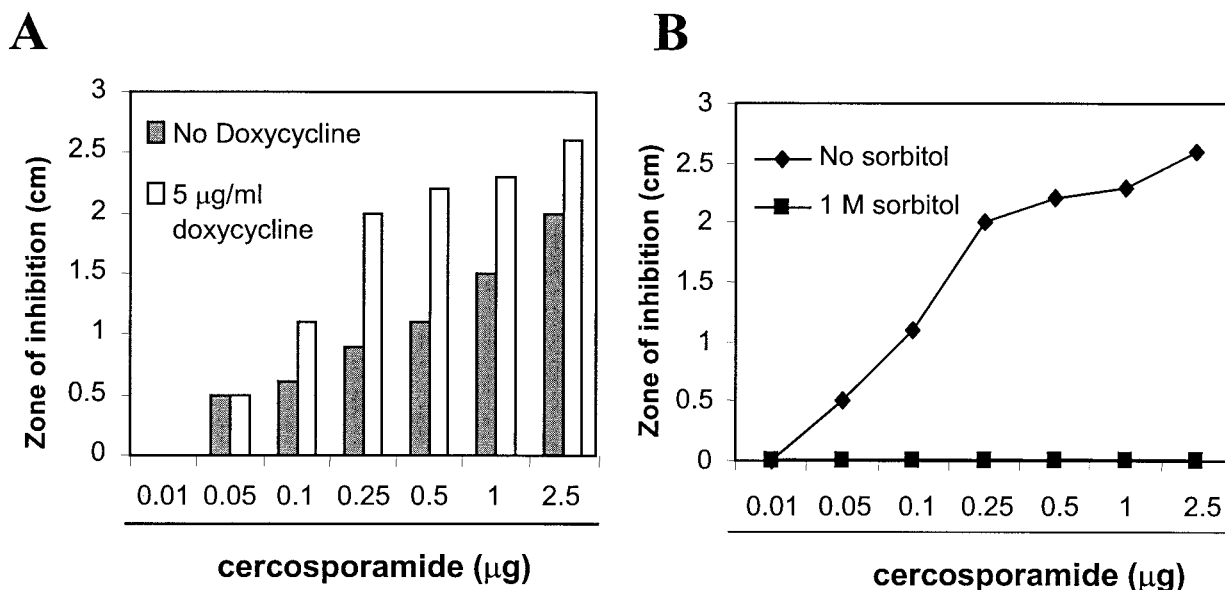 A
Zone of inhibition (cm)
3
2.5
2
1.5
1
0.5
0
No Doxycycline
5 μg/ml
doxycycline
0.01 0.05 0.1 0.25 0.5 1 2.5
cercosporamide (μg)
B
Zone of inhibition (cm)
3
2.5
2
1.5
1
0.5
0
No sorbitol
1 M sorbitol
0.01 0.05 0.1 0.25 0.5 1 2.5
cercosporamide (μg)